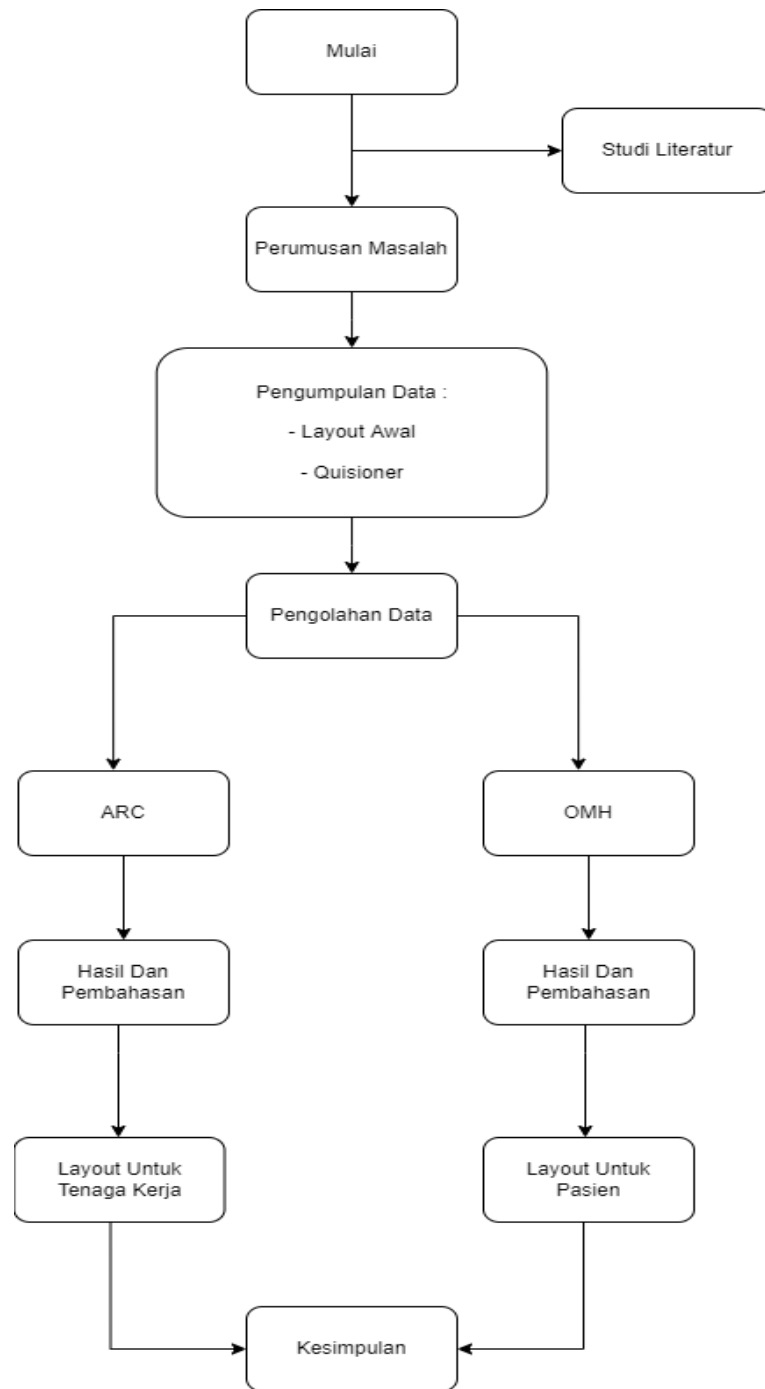 Mulai
Studi Literatur
Perumusan Masalah
Pengumpulan Data :
- Layout Awal
- Quisioner
Pengolahan Data
ARC
OMH
Hasil Dan
Pembahasan
Hasil Dan
Pembahasan
Layout Untuk
Tenaga Kerja
Layout Untuk
Pasien
Kesimpulan